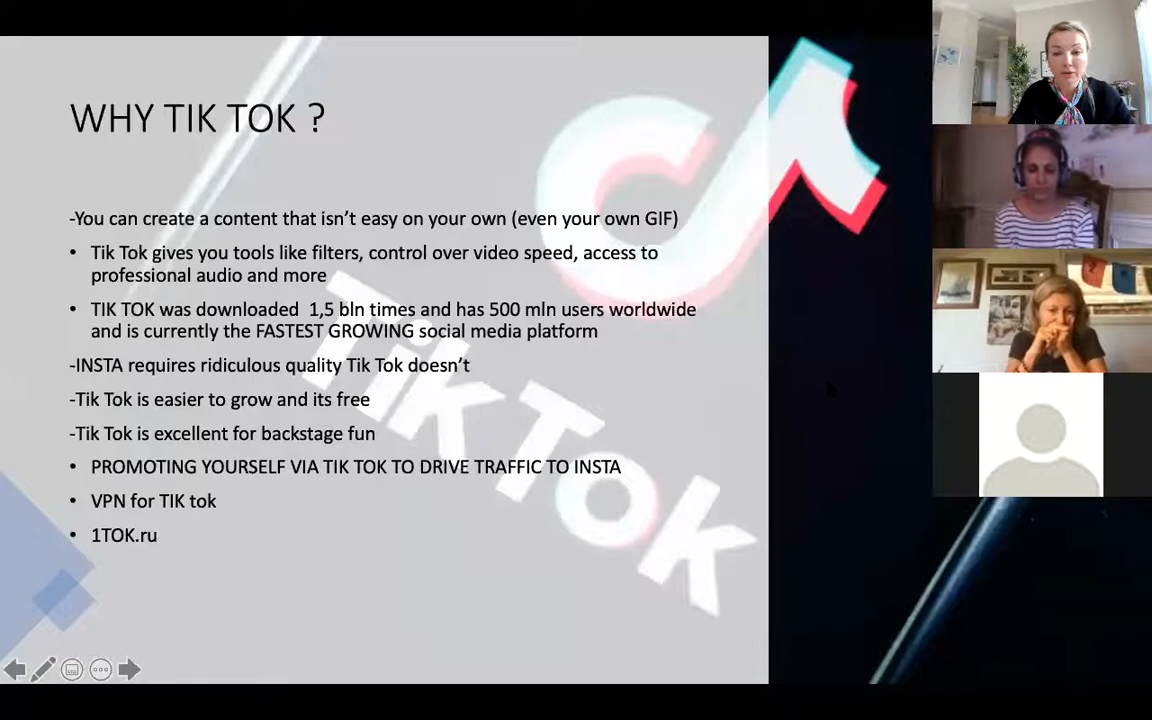 WHY TIK TOK ?
-You can create a content that isn't easy on your own (even your own GIF)
• Tik Tok gives you tools like filters, control over video speed, access to
professional audio and more
• TIK TOK was downloaded  1,5 bln times and has 500 mln users worldwide
and is currently the FASTEST GROWING social media platform
-INSTA requires ridiculous quality Tik Tok doesn't
-Tik Tok is easier to grow and its free
-Tik Tok is excellent for backstage fun
• PROMOTING YOURSELF VIA TIK TOK TO DRIVE TRAFFIC TO INSTA
• VPN for TIK tok
• 1TOK.ru
TikTok